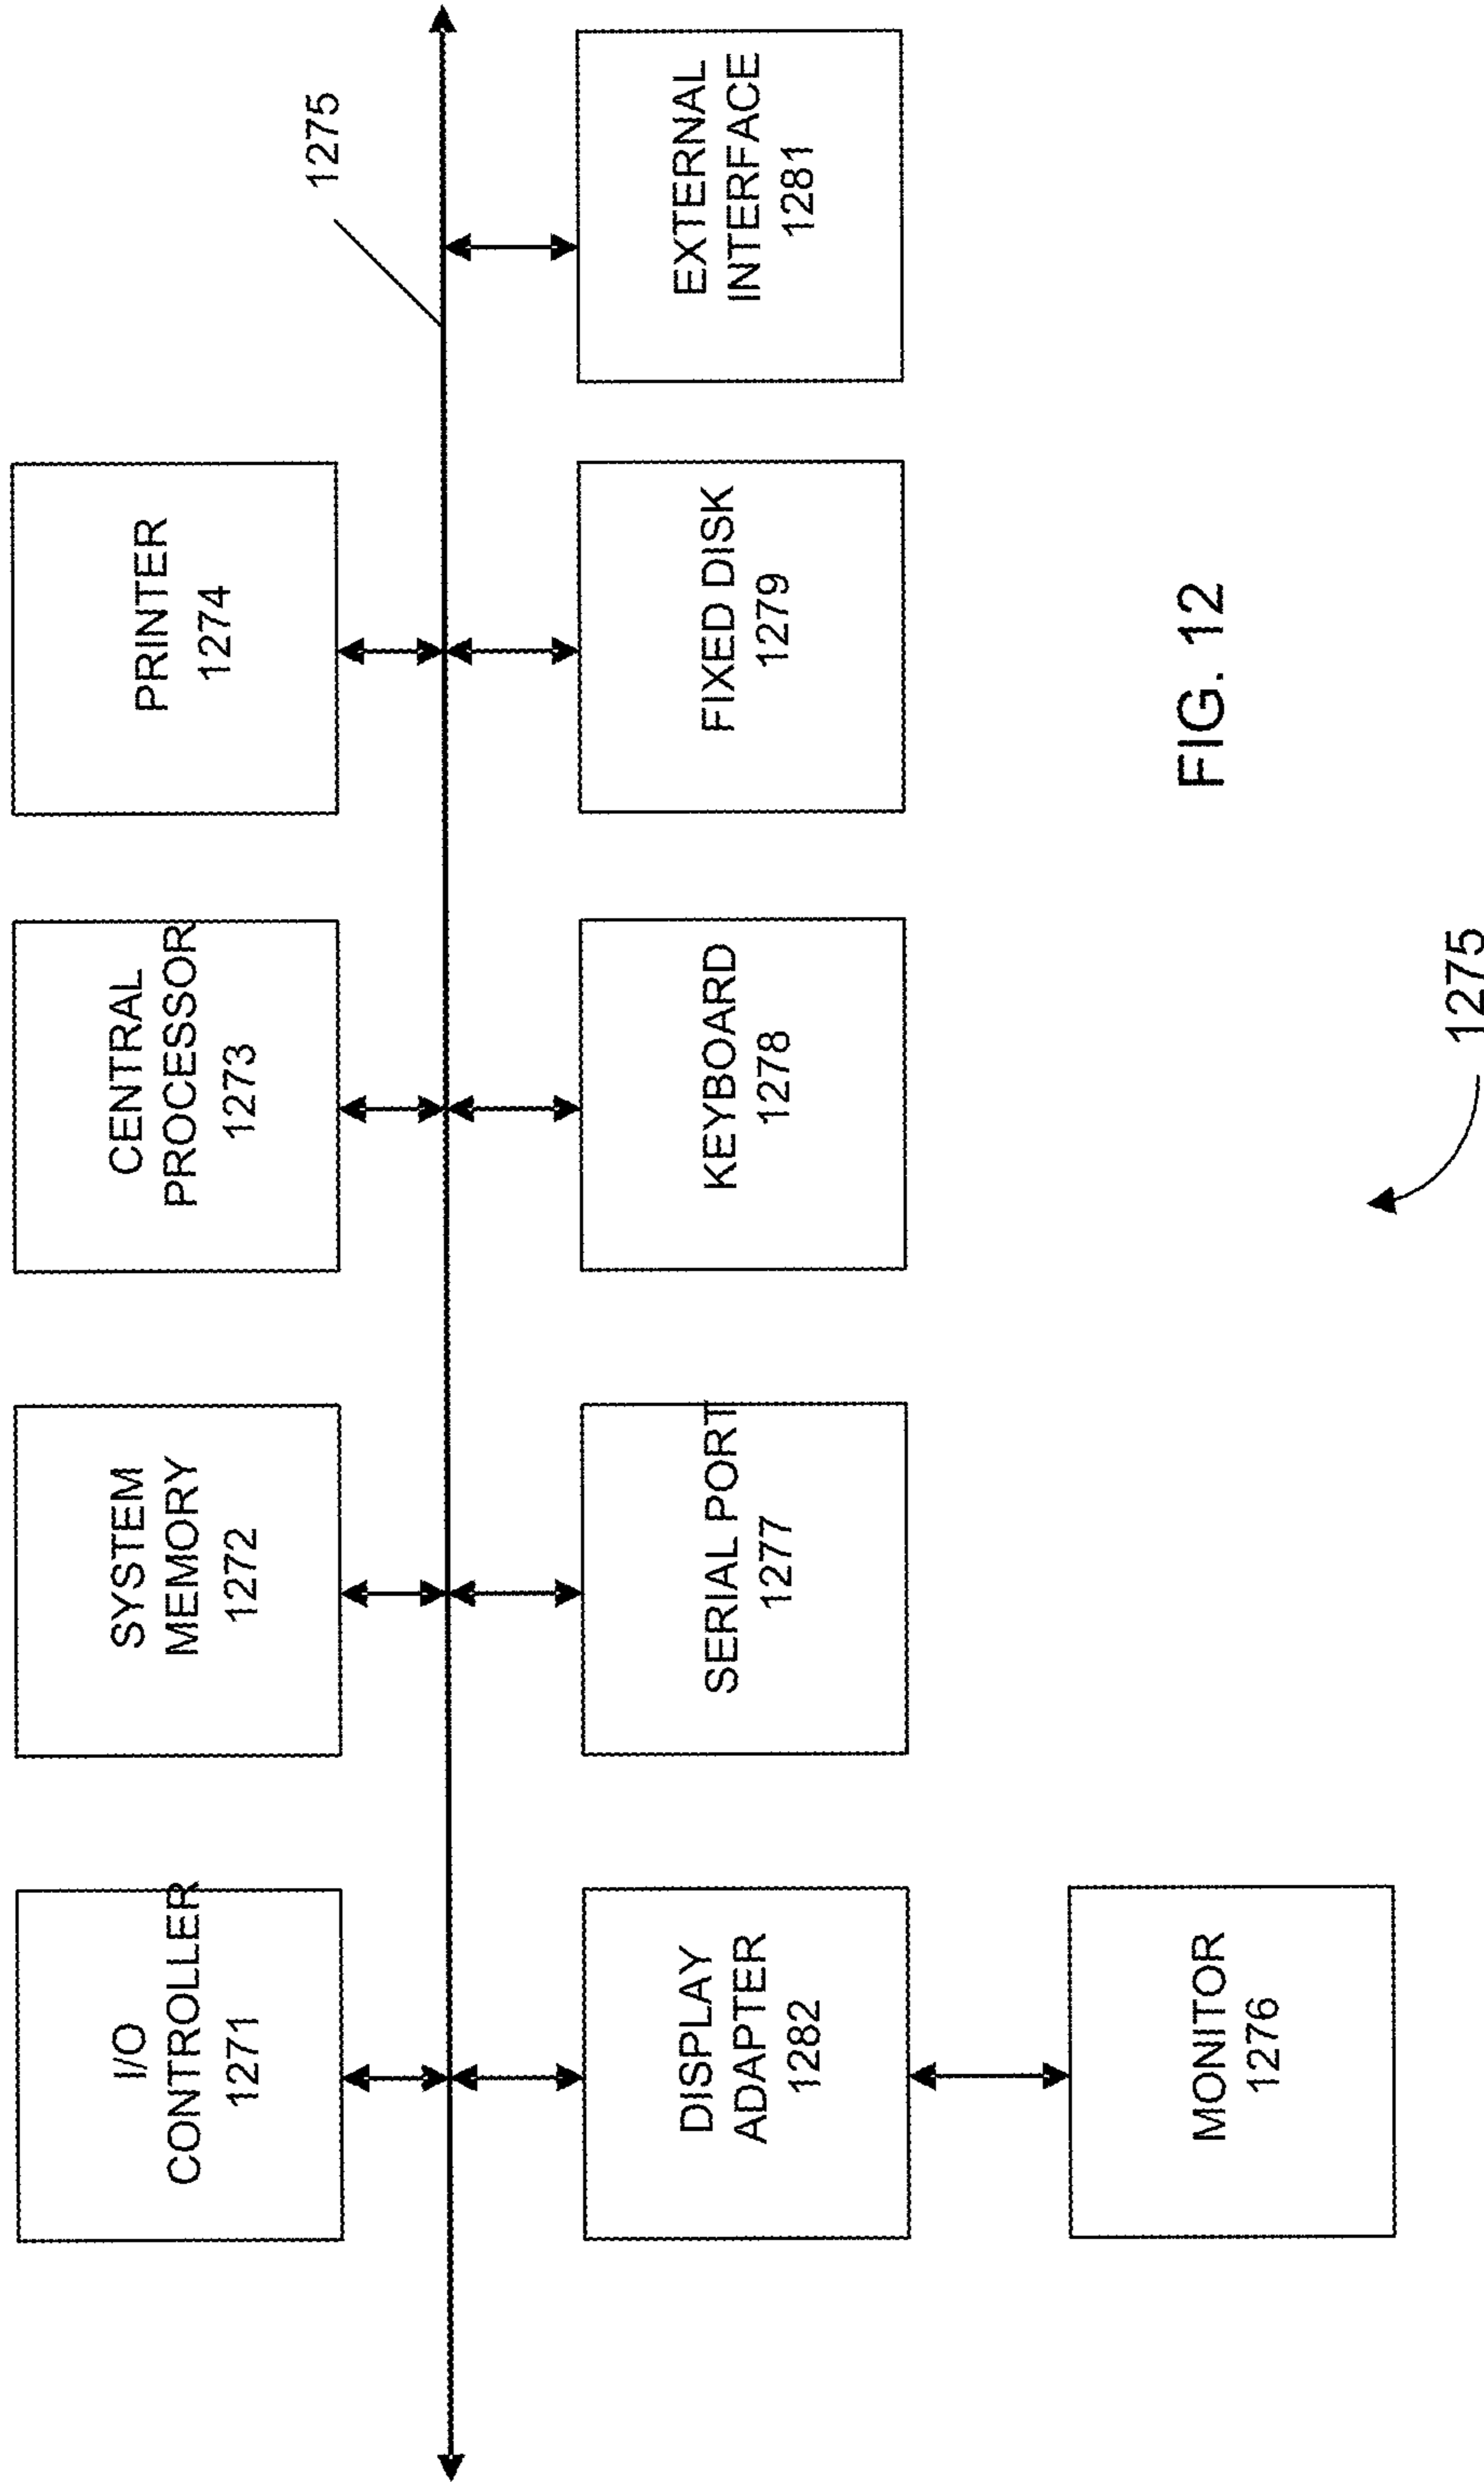 I/O
CONTROLLER
1271
SYSTEM
MEMORY
1272
CENTRAL
PROCESSOR
1273
PRINTER
1274
1275
DISPLAY
ADAPTER
1282
SERIAL PORT
1277
KEYBOARD
1278
FIXED DISK
1279
EXTERNAL
INTERFACE
1281
MONITOR
1276
FIG. 12
1275